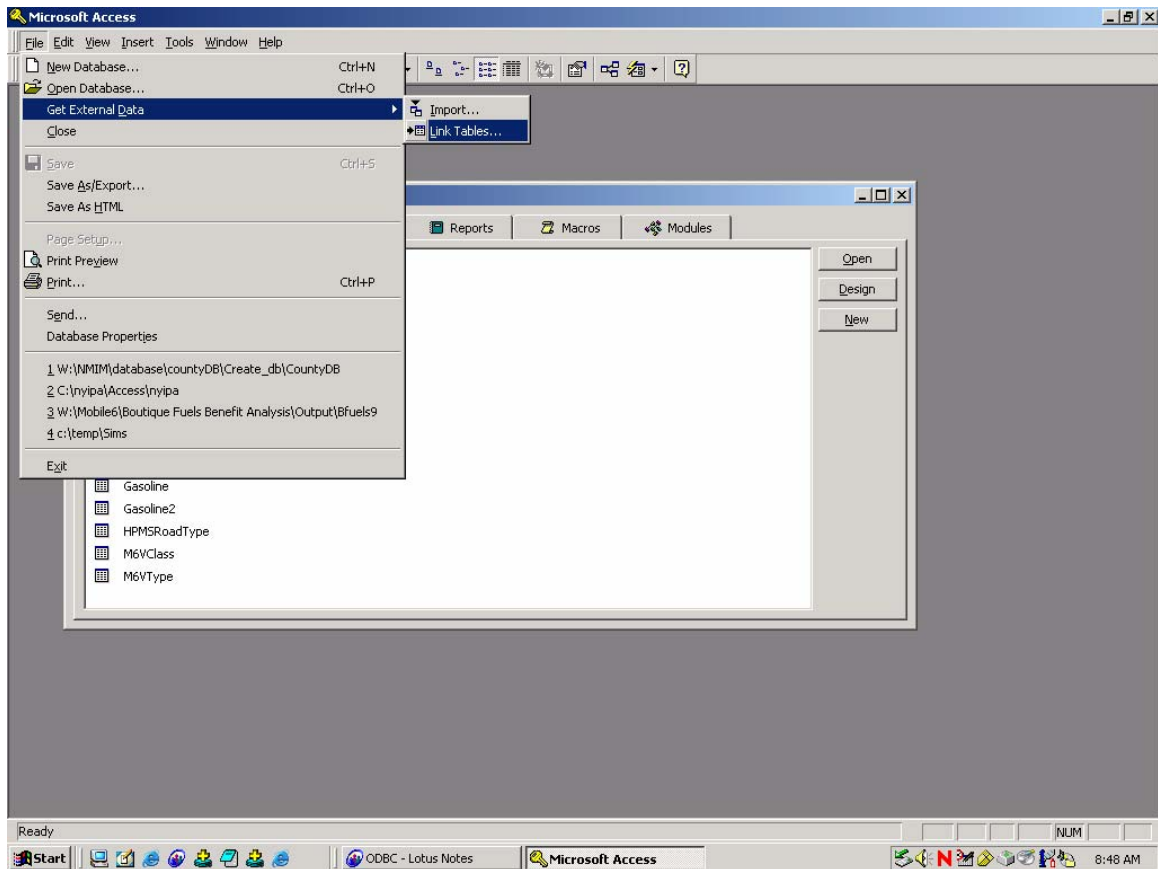 Microsoft Access
File Edit View Insert Tools Window Help
New Database... Ctrl+N
Open Database... Ctrl+O
Get External Data
Import...
Link Tables...
Close
Save Ctrl+S
Save As/Export...
Save As HTML
Reports Macros Modules
Page Setup...
Print Preview
Open
Print... Ctrl+P
Design
Send...
New
Database Properties
1 W:\NMIM\database\countyDB\Create_db\CountyDB
2 C:\nyipa\Access\nyipa
3 W:\Mobile6\Boutique Fuels Benefit Analysis\Output\Bfuels9
4 c:\temp\Sims
Exit
Gasoline
Gasoline2
HPMSRoadType
M6VClass
M6VType
Ready NUM
Start ODBC - Lotus Notes Microsoft Access N 8:48 AM